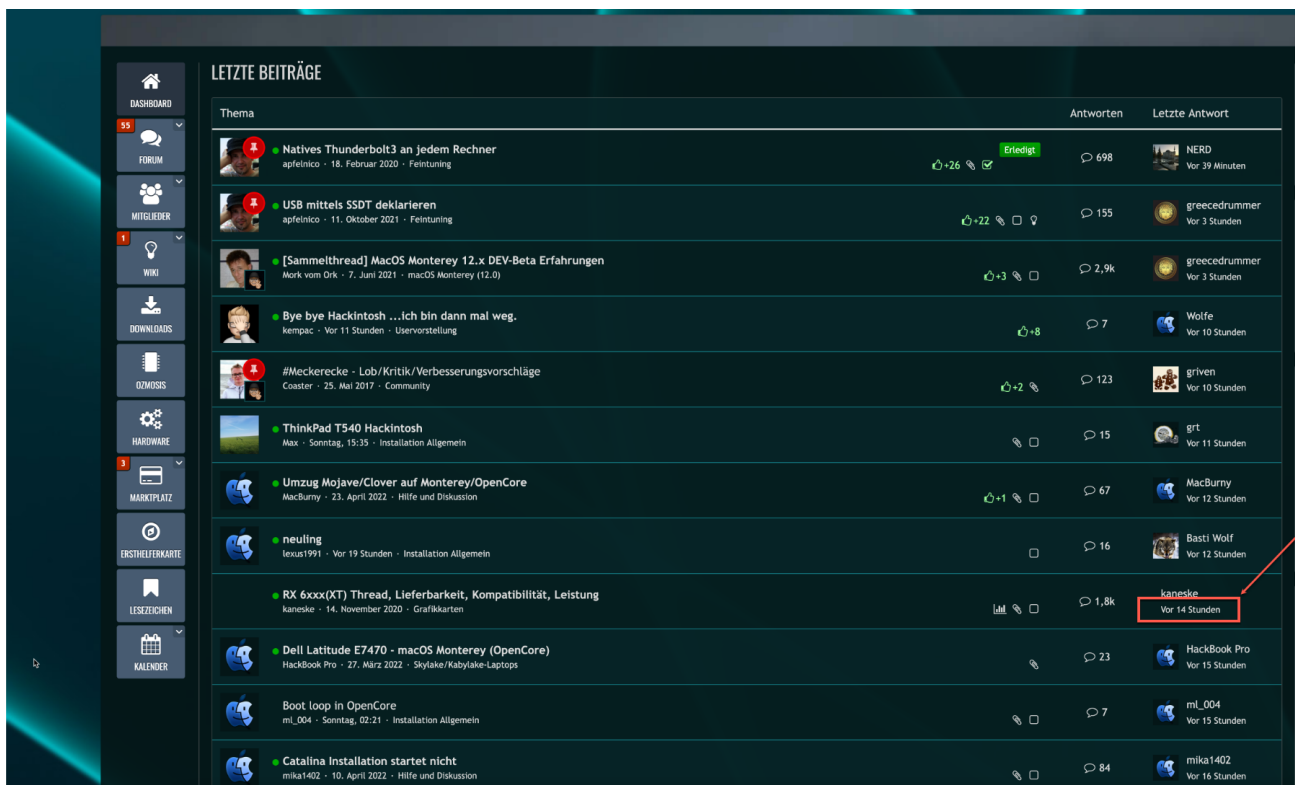 LETZTE BEITRÄGE
DASHBOARD
55
FORUM
MITGLIEDER
1
WIKI
DOWNLOADS
OZMOSIS
HARDWARE
3
MARKTPLATZ
ERSTHELFERKARTE
LESEZEICHEN
KALENDER
Thema Antworten Letzte Antwort
Natives Thunderbolt3 an jedem Rechner
apfelnico · 18. Februar 2020 · Feintuning
Erledigt
+26
698
NERD
Vor 39 Minuten
USB mittels SSDT deklarieren
apfelnico · 11. Oktober 2021 · Feintuning
+22
155
greecedrummer
Vor 3 Stunden
[Sammelthread] MacOS Monterey 12.x DEV-Beta Erfahrungen
Mork vom Ork · 7. Juni 2021 · macOS Monterey (12.0)
+3
2,9k
greecedrummer
Vor 3 Stunden
Bye bye Hackintosh ...ich bin dann mal weg.
kempac · Vor 11 Stunden · Uservorstellung
+8
7
Wolfe
Vor 10 Stunden
#Meckerecke - Lob/Kritik/Verbesserungsvorschläge
Coaster · 25. Mai 2017 · Community
+2
123
griven
Vor 10 Stunden
ThinkPad T540 Hackintosh
Max · Sonntag, 15:35 · Installation Allgemein
15
grt
Vor 11 Stunden
Umzug Mojave/Clover auf Monterey/OpenCore
MacBurny · 23. April 2022 · Hilfe und Diskussion
+1
67
MacBurny
Vor 12 Stunden
neuling
lexus1991 · Vor 19 Stunden · Installation Allgemein
16
Basti Wolf
Vor 12 Stunden
RX 6xxx(XT) Thread, Lieferbarkeit, Kompatibilität, Leistung
kaneske · 14. November 2020 · Grafikkarten
1,8k
kaneske
Vor 14 Stunden
Dell Latitude E7470 - macOS Monterey (OpenCore)
HackBook Pro · 27. März 2022 · Skylake/Kabylake-Laptops
23
HackBook Pro
Vor 15 Stunden
Boot loop in OpenCore
ml_004 · Sonntag, 02:21 · Installation Allgemein
7
ml_004
Vor 15 Stunden
Catalina Installation startet nicht
mika1402 · 10. April 2022 · Hilfe und Diskussion
84
mika1402
Vor 16 Stunden